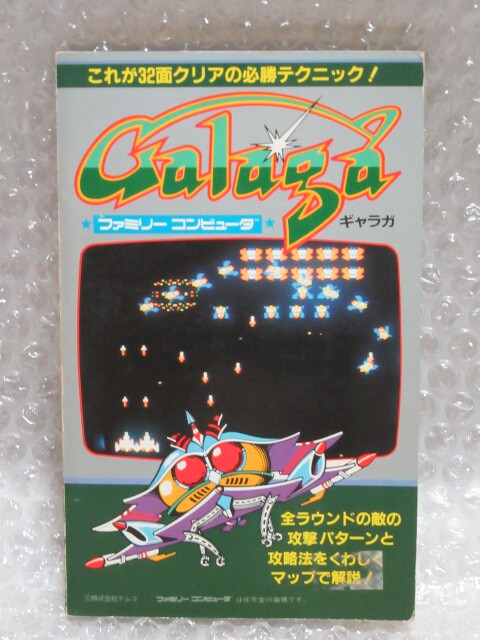 これが32面クリアの必勝テクニック！
Galaga
ファミリー コンピュータ™
ギャラガ
全ラウンドの敵の
攻撃パターンと
攻略法をくわしく
マップで解説！
©株式会社ナムコ ファミリー コンピュータ は任天堂の商標です。